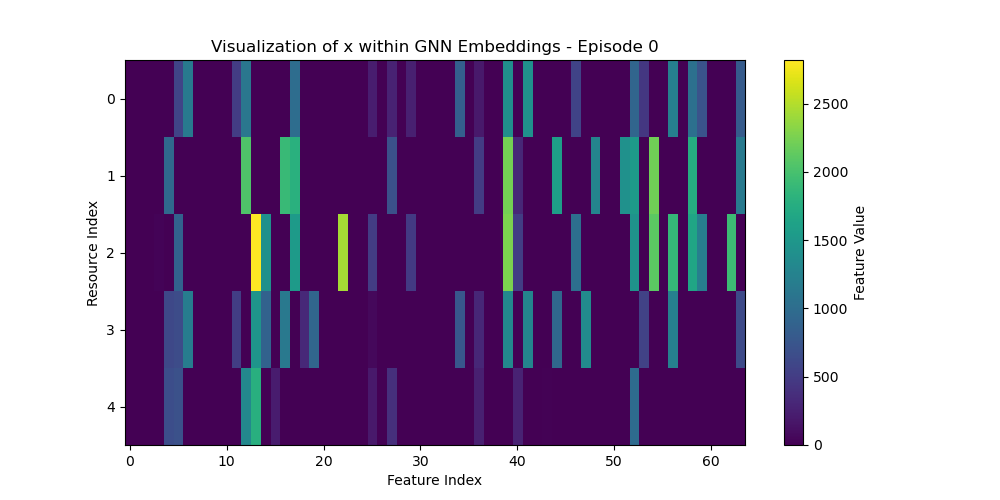 Visualization of x within GNN Embeddings - Episode 0
Resource Index
0
1
2
3
4
0 10 20 30 40 50 60
Feature Index
2500
2000
1500
1000
500
0
Feature Value